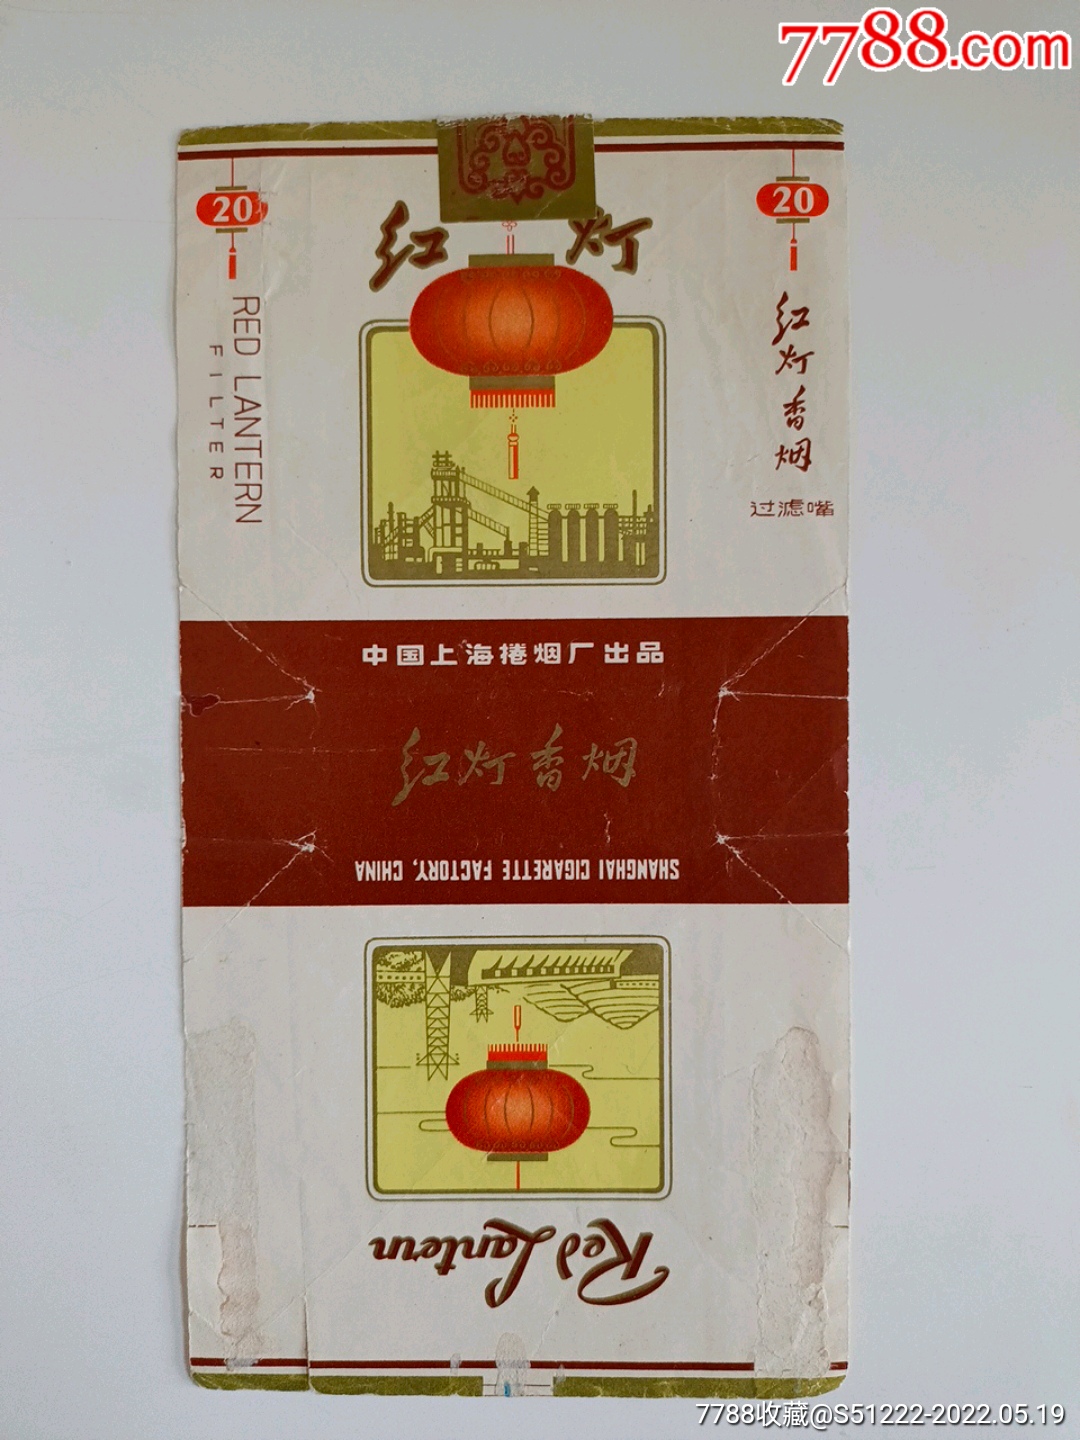 7788.com
20
20
红灯
RED LANTERN
FILTER
红灯香烟
过滤嘴
中国上海捲烟厂出品
红灯香烟
SHANGHAI CIGARETTE FACTORY, CHINA
Red Lantern
7788收藏@S51222-2022.05.19